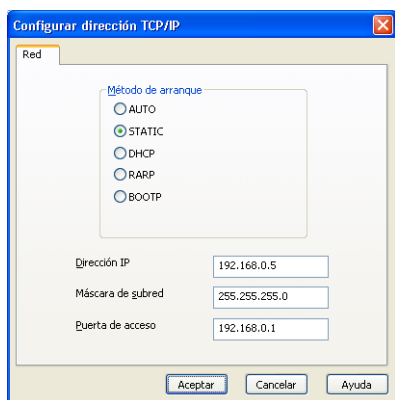 Configurar dirección TCP/IP
Red
Método de arranque
AUTO
STATIC
DHCP
RARP
BOOTP
Dirección IP 192.168.0.5
Máscara de subred 255.255.255.0
Puerta de acceso 192.168.0.1
Aceptar Cancelar Ayuda